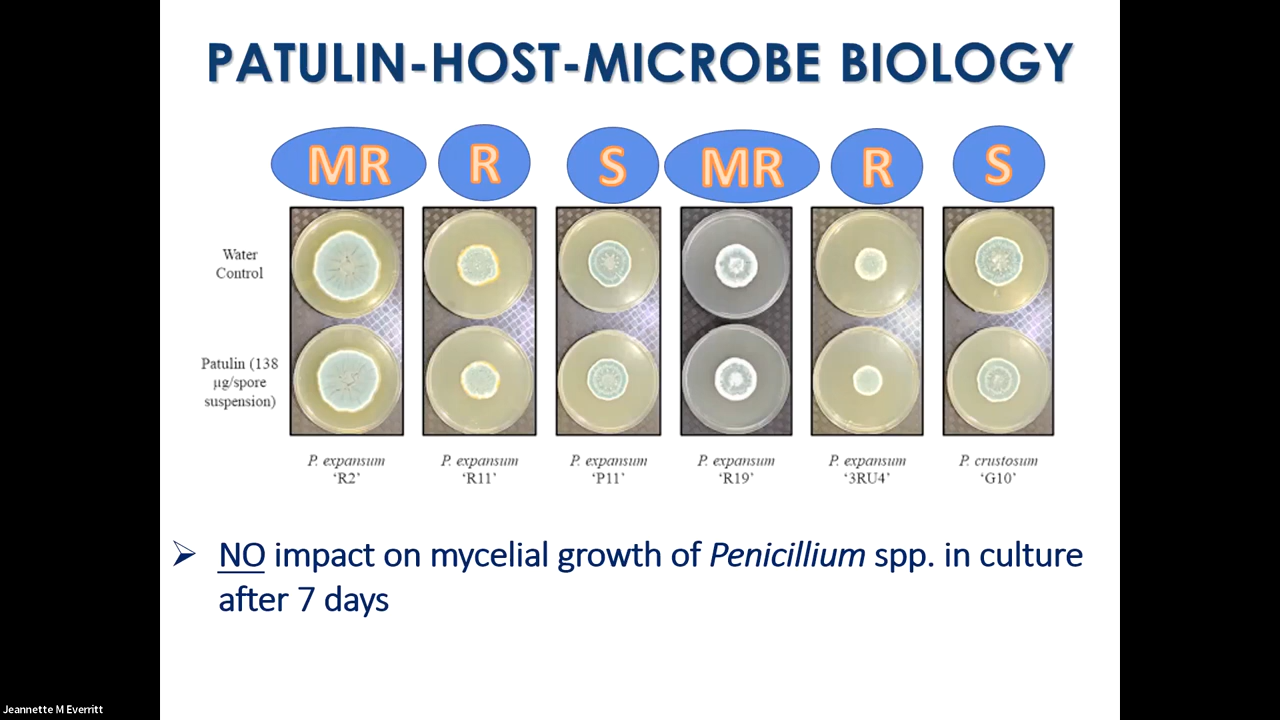 PATULIN-HOST-MICROBE BIOLOGY
MR R S MR R S
Water
Control
Patulin (138
µg/spore
suspension)
P. expansum
‘R2’
P. expansum
‘R11’
P. expansum
‘P11’
P. expansum
‘R19’
P. expansum
‘3RU4’
P. crustosum
‘G10’
➢ NO impact on mycelial growth of Penicillium spp. in culture
after 7 days
Jeannette M Everritt